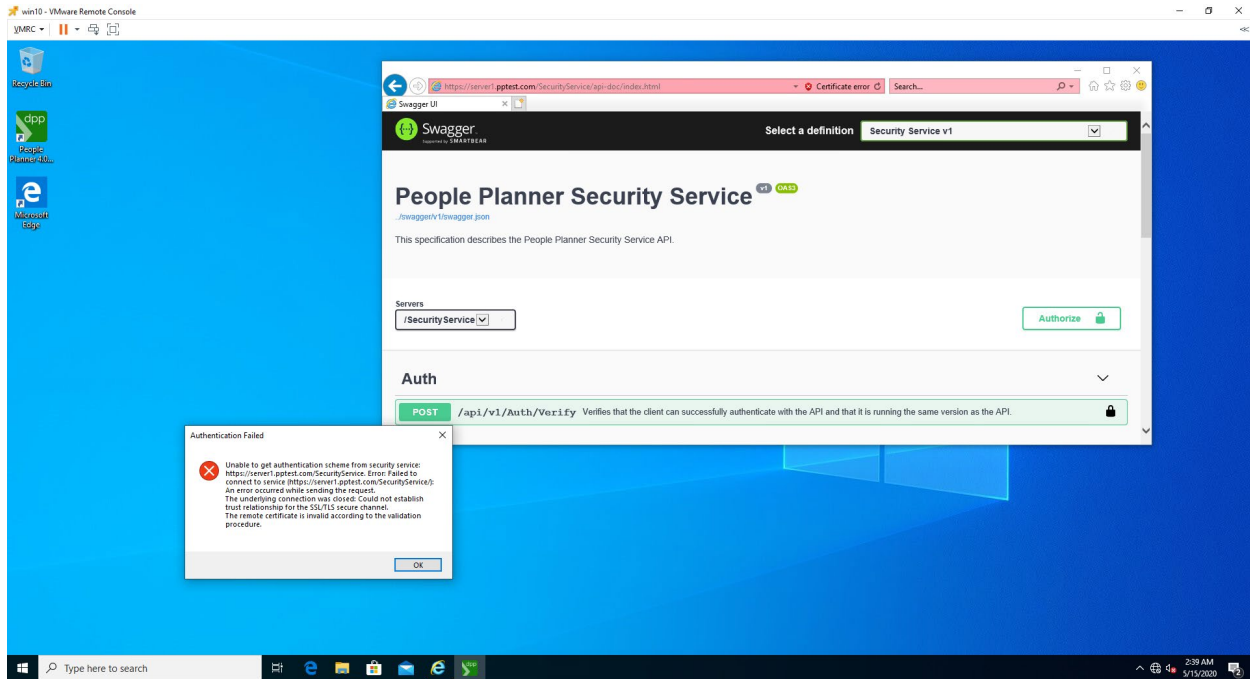 win10 - VMware Remote Console
VMRC
Recycle Bin
dpp
People
Planner 4.0...
Microsoft
Edge
https://server1.pptest.com/SecurityService/api-doc/index.html
Certificate error
Search...
Swagger UI
Swagger.
Supported by SMARTBEAR
Select a definition
Security Service v1
People Planner Security Service v1 OAS3
../swagger/v1/swagger.json
This specification describes the People Planner Security Service API.
Servers
/SecurityService
Authorize
Auth
POST /api/v1/Auth/Verify Verifies that the client can successfully authenticate with the API and that it is running the same version as the API.
Authentication Failed
Unable to get authentication scheme from security service:
https://server1.pptest.com/SecurityService. Error: Failed to
connect to service (https://server1.pptest.com/SecurityService/):
An error occurred while sending the request.
The underlying connection was closed: Could not establish
trust relationship for the SSL/TLS secure channel.
The remote certificate is invalid according to the validation
procedure.
OK
Type here to search
dpp
2:39 AM
5/15/2020
2